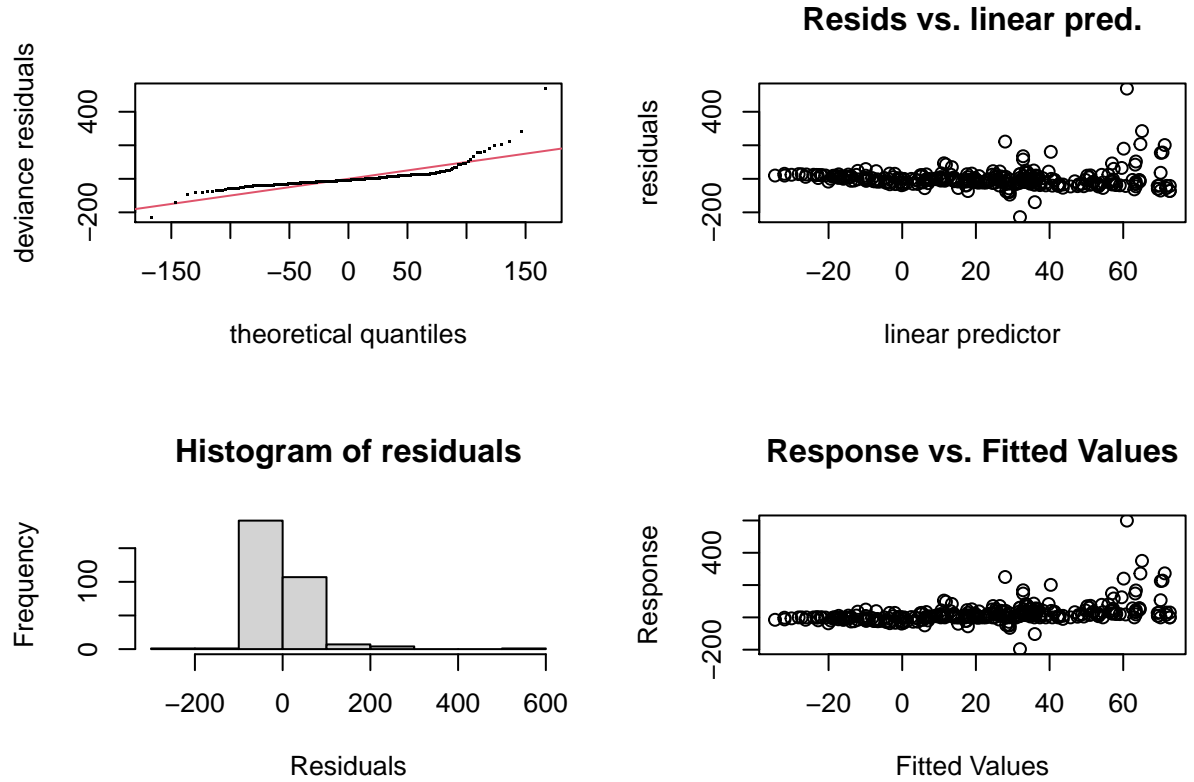 deviance residuals
400
−200
−150
−50
0
50
150
theoretical quantiles
Resids vs. linear pred.
residuals
400
−200
−20
0
20
40
60
linear predictor
Histogram of residuals
Frequency
100
0
−200
0
200
400
600
Residuals
Response vs. Fitted Values
Response
400
−200
−20
0
20
40
60
Fitted Values